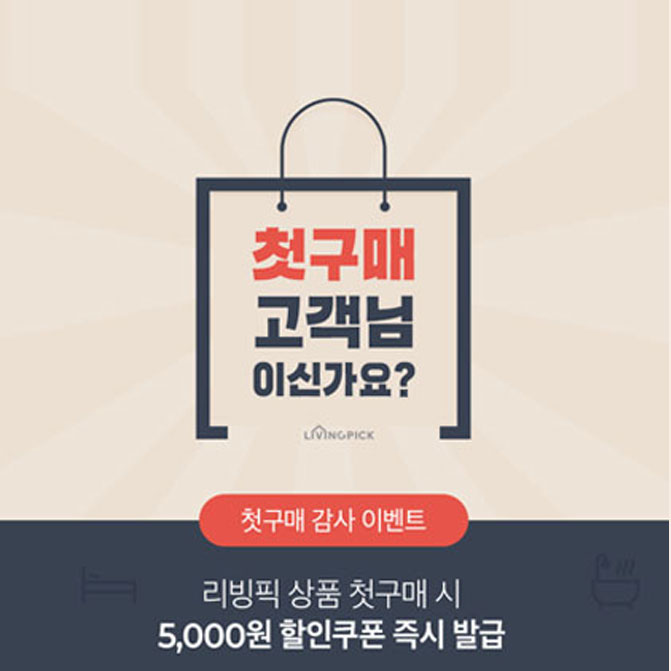 첫구매
고객님
이신가요?
LIVINGPICK
첫구매 감사 이벤트
리빙픽 상품 첫구매 시
5,000원 할인쿠폰 즉시 발급